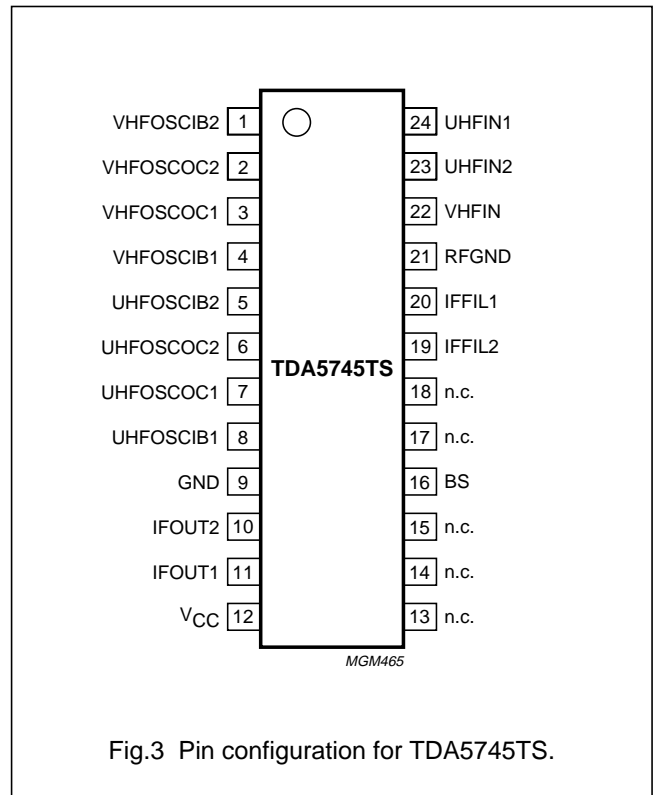 VHFOSCIB2 1 24 UHFIN1
VHFOSCOC2 2 23 UHFIN2
VHFOSCOC1 3 22 VHFIN
VHFOSCIB1 4 21 RFGND
UHFOSCIB2 5 20 IFFIL1
UHFOSCOC2 6 19 IFFIL2
TDA5745TS
UHFOSCOC1 7 18 n.c.
UHFOSCIB1 8 17 n.c.
GND 9 16 BS
IFOUT2 10 15 n.c.
IFOUT1 11 14 n.c.
VCC 12 13 n.c.
MGM465
Fig.3 Pin configuration for TDA5745TS.